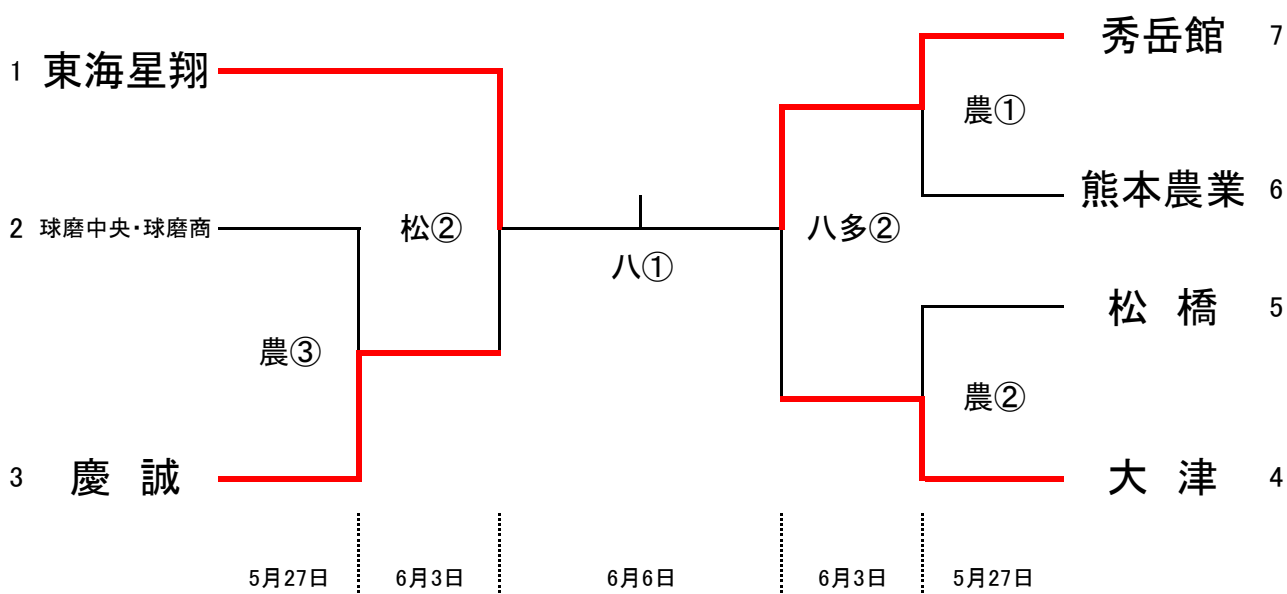 1 東海星翔
2 球磨中央・球磨商
3 慶 誠
農③
松②
八①
八多②
農①
農②
秀岳館 7
熊本農業 6
松 橋 5
大 津 4
5月27日 6月3日 6月6日 6月3日 5月27日